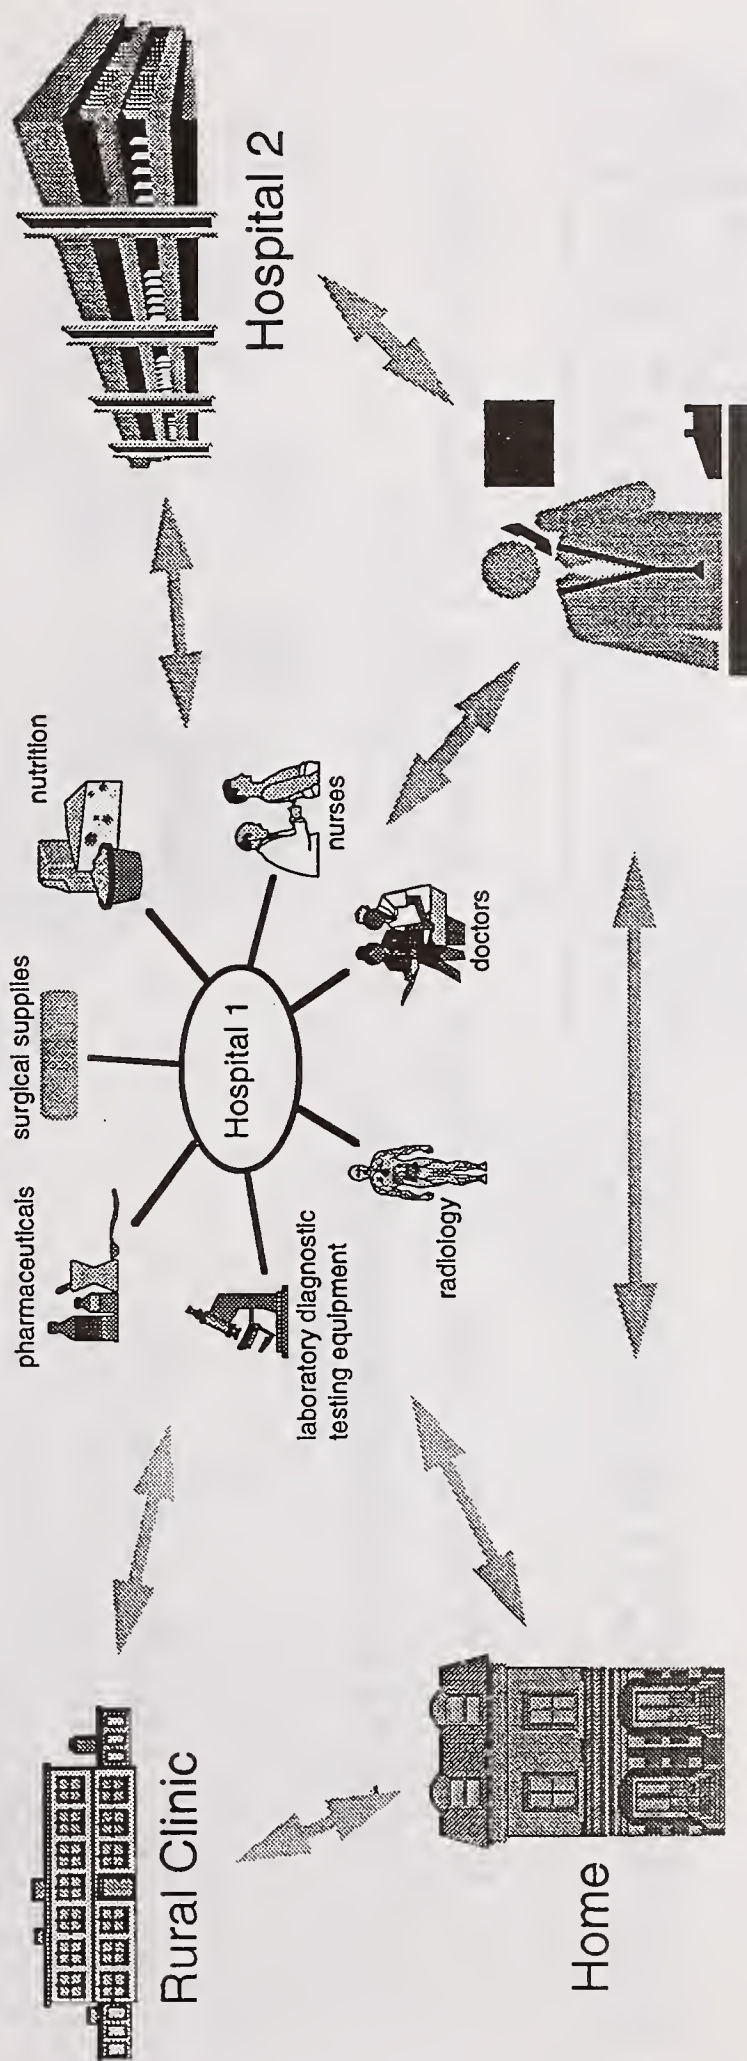 Rural Clinic
pharmaceuticals
surgical supplies
nutrition
Hospital 2
laboratory diagnostic
testing equipment
Hospital 1
nurses
radiology
doctors
Home